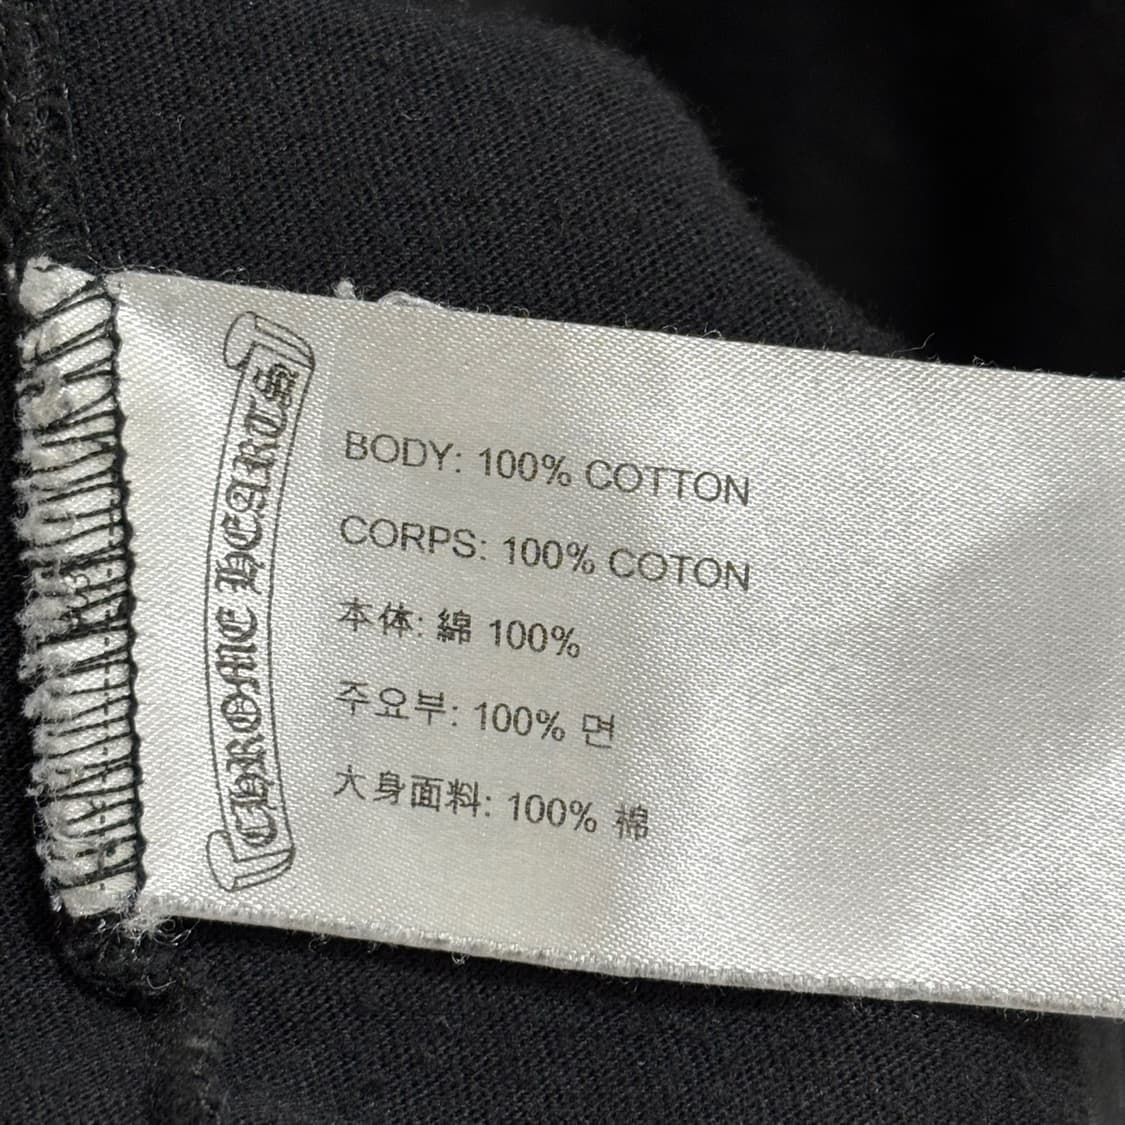 CHROME HEARTS
BODY: 100% COTTON
CORPS: 100% COTON
本体: 綿 100%
주요부: 100% 면
大身面料: 100% 棉